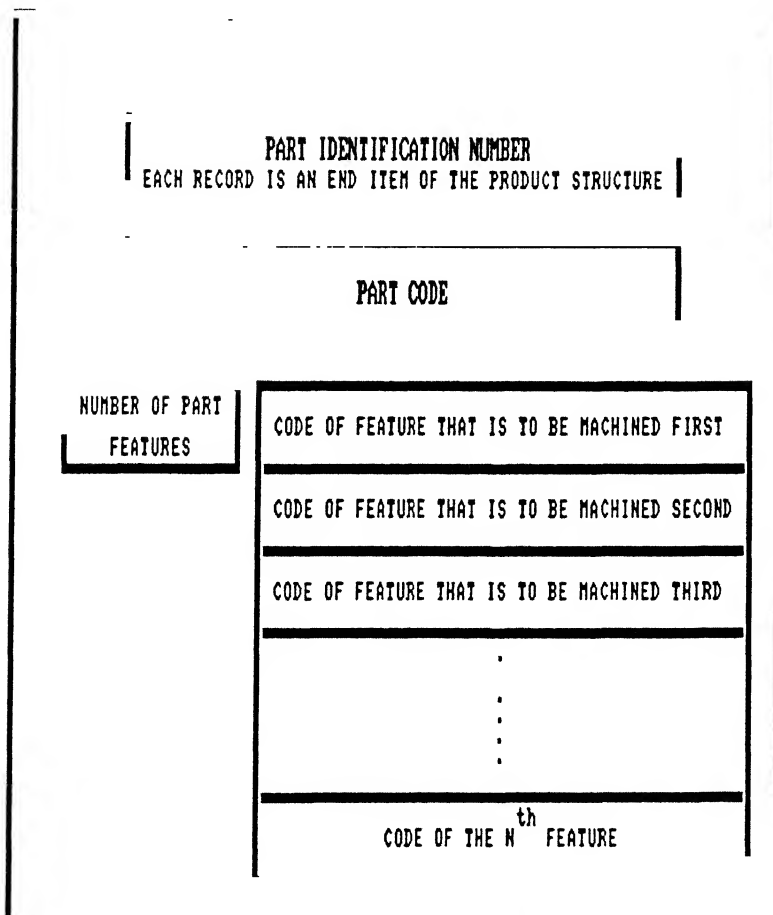 PART IDENTIFICATION NUMBER
EACH RECORD IS AN END ITEM OF THE PRODUCT STRUCTURE
PART CODE
NUMBER OF PART
FEATURES
CODE OF FEATURE THAT IS TO BE MACHINED FIRST
CODE OF FEATURE THAT IS TO BE MACHINED SECOND
CODE OF FEATURE THAT IS TO BE MACHINED THIRD
CODE OF THE Nth FEATURE